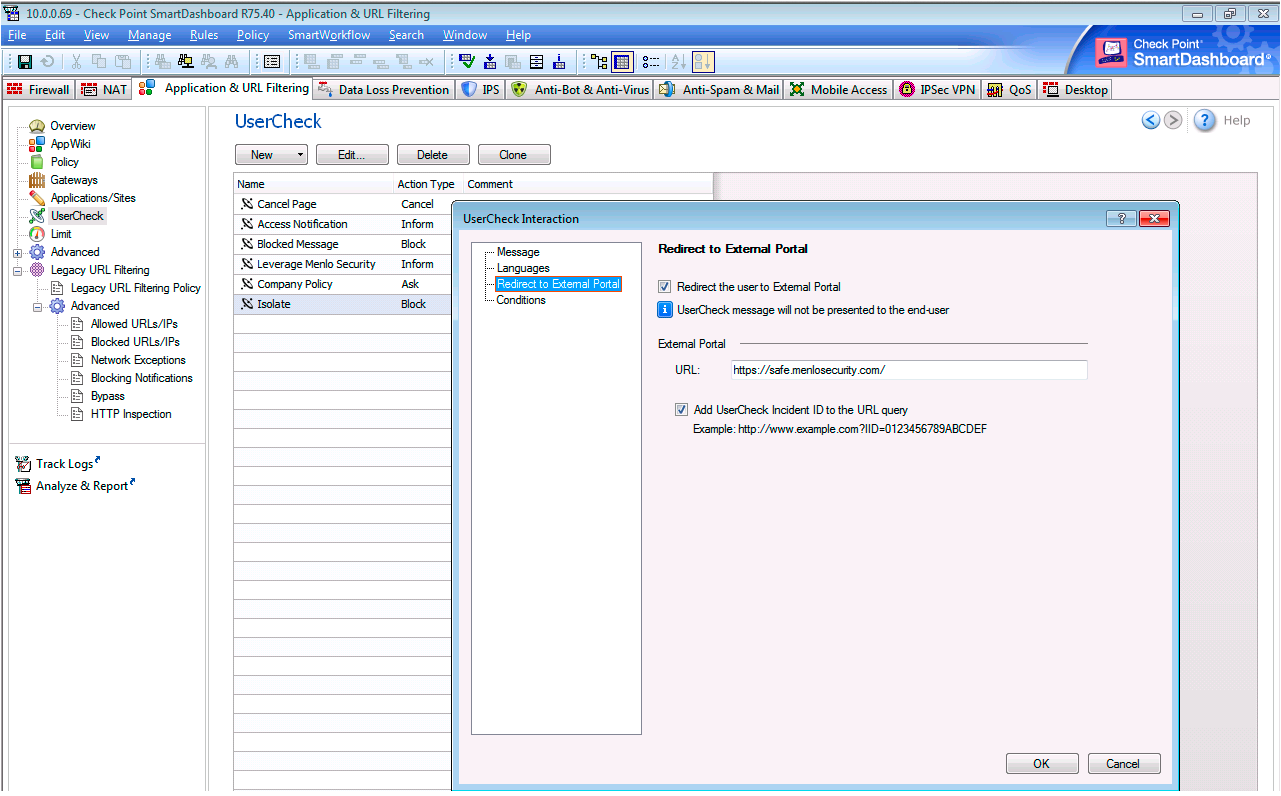 10.0.0.69 - Check Point SmartDashboard R75.40 - Application & URL Filtering
File Edit View Manage Rules Policy SmartWorkflow Search Window Help
Check Point
SmartDashboard
Firewall NAT Application & URL Filtering Data Loss Prevention IPS Anti-Bot & Anti-Virus Anti-Spam & Mail Mobile Access IPSec VPN QoS Desktop
Overview
AppWiki
Policy
Gateways
Applications/Sites
UserCheck
Limit
Advanced
Legacy URL Filtering
Legacy URL Filtering Policy
Advanced
Allowed URLs/IPs
Blocked URLs/IPs
Network Exceptions
Blocking Notifications
Bypass
HTTP Inspection
Track Logs
Analyze & Report
UserCheck
Help
New Edit... Delete Clone
Name Action Type Comment
Cancel Page Cancel
Access Notification Inform
Blocked Message Block
Leverage Menlo Security Inform
Company Policy Ask
Isolate Block
UserCheck Interaction
Message
Languages
Redirect to External Portal
Conditions
Redirect to External Portal
Redirect the user to External Portal
UserCheck message will not be presented to the end-user
External Portal
URL: https://safe.menlosecurity.com/
Add UserCheck Incident ID to the URL query
Example: http://www.example.com?IID=0123456789ABCDEF
OK Cancel